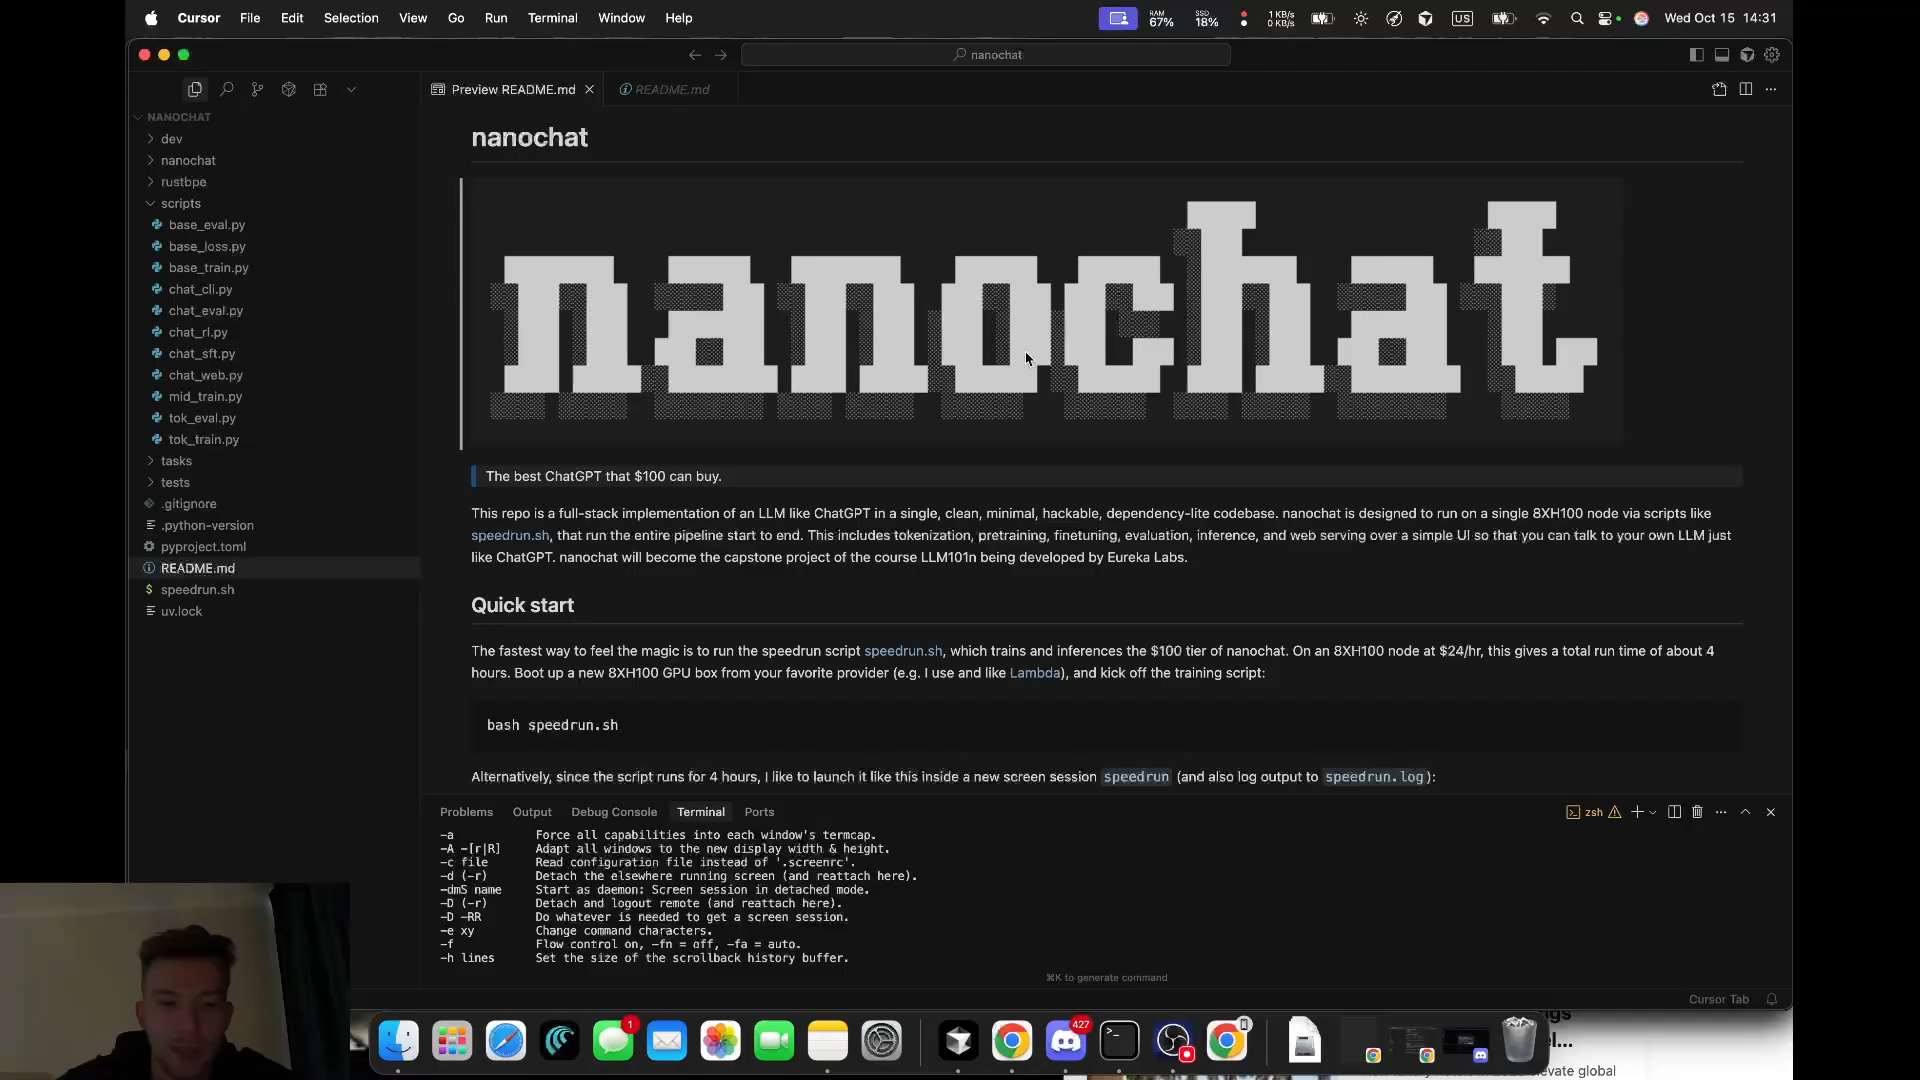 Cursor File Edit Selection View Go Run Terminal Window Help
RAM 67% SSD 18% 1 KB/s 0 KB/s US Wed Oct 15 14:31
nanochat
Preview README.md README.md
NANOCHAT
dev
nanochat
rustbpe
scripts
base_eval.py
base_loss.py
base_train.py
chat_cli.py
chat_eval.py
chat_rl.py
chat_sft.py
chat_web.py
mid_train.py
tok_eval.py
tok_train.py
tasks
tests
.gitignore
.python-version
pyproject.toml
README.md
speedrun.sh
uv.lock
nanochat
nanochat
The best ChatGPT that $100 can buy.
This repo is a full-stack implementation of an LLM like ChatGPT in a single, clean, minimal, hackable, dependency-lite codebase. nanochat is designed to run on a single 8XH100 node via scripts like
speedrun.sh, that run the entire pipeline start to end. This includes tokenization, pretraining, finetuning, evaluation, inference, and web serving over a simple UI so that you can talk to your own LLM just
like ChatGPT. nanochat will become the capstone project of the course LLM101n being developed by Eureka Labs.
Quick start
The fastest way to feel the magic is to run the speedrun script speedrun.sh, which trains and inferences the $100 tier of nanochat. On an 8XH100 node at $24/hr, this gives a total run time of about 4
hours. Boot up a new 8XH100 GPU box from your favorite provider (e.g. I use and like Lambda), and kick off the training script:
bash speedrun.sh
Alternatively, since the script runs for 4 hours, I like to launch it like this inside a new screen session speedrun (and also log output to speedrun.log):
Problems Output Debug Console Terminal Ports
zsh
-a Force all capabilities into each window's termcap.
-A -[r|R] Adapt all windows to the new display width & height.
-c file Read configuration file instead of '.screenrc'.
-d (-r) Detach the elsewhere running screen (and reattach here).
-dmS name Start as daemon: Screen session in detached mode.
-D (-r) Detach and logout remote (and reattach here).
-D -RR Do whatever is needed to get a screen session.
-e xy Change command characters.
-f Flow control on, -fn = off, -fa = auto.
-h lines Set the size of the scrollback history buffer.
⌘K to generate command
Cursor Tab
1
427